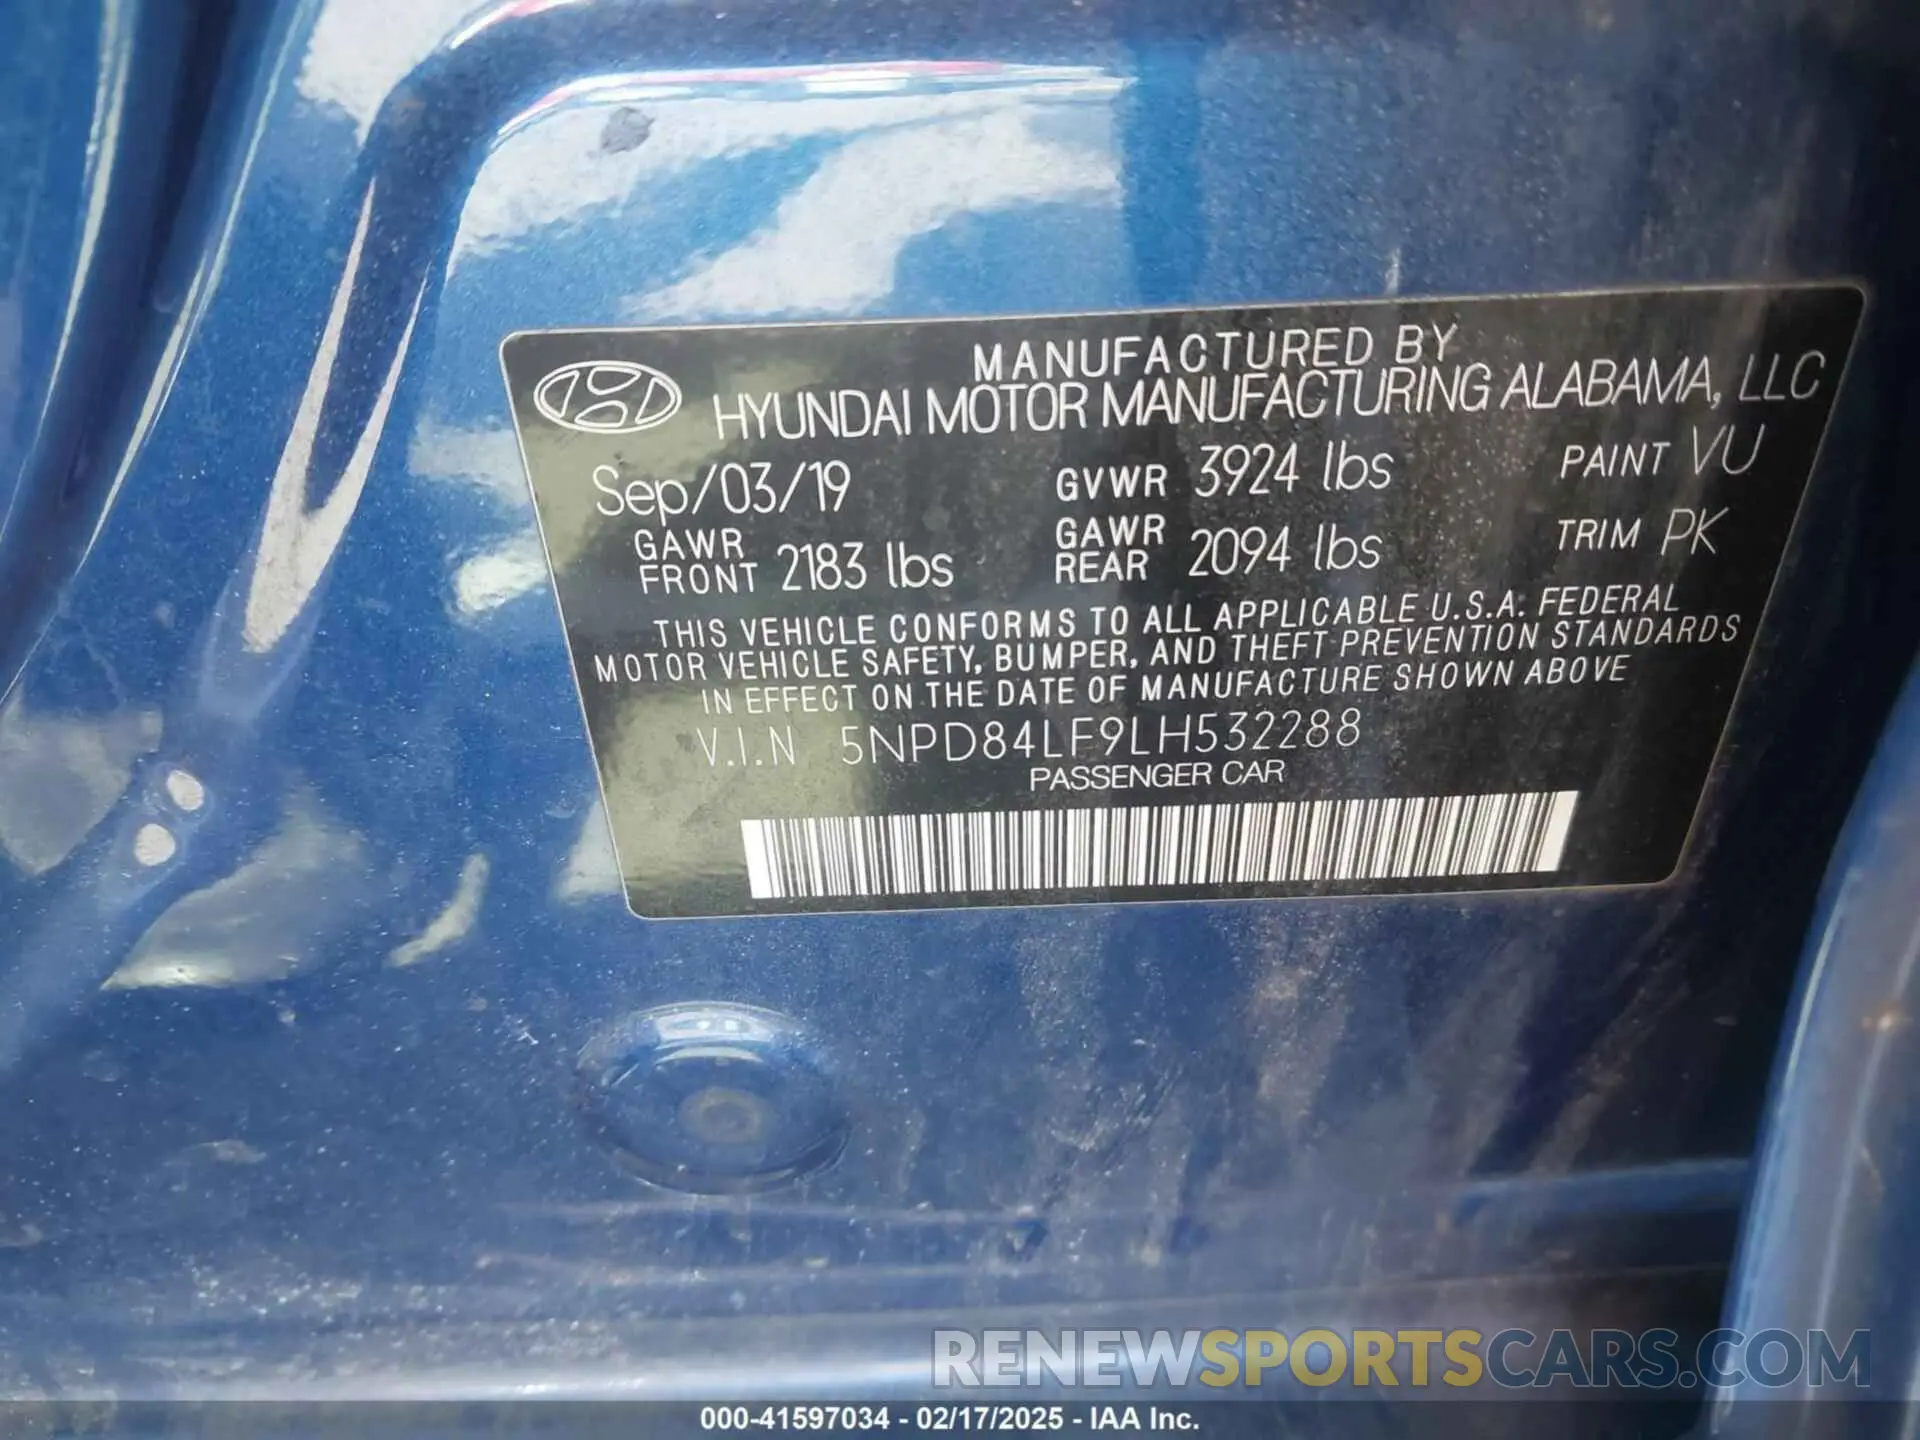 MANUFACTURED BY
HYUNDAI MOTOR MANUFACTURING ALABAMA, LLC
Sep/03/19 GVWR 3924 lbs PAINT VU
GAWR FRONT 2183 lbs GAWR REAR 2094 lbs TRIM PK
THIS VEHICLE CONFORMS TO ALL APPLICABLE U.S.A. FEDERAL
MOTOR VEHICLE SAFETY, BUMPER, AND THEFT PREVENTION STANDARDS
IN EFFECT ON THE DATE OF MANUFACTURE SHOWN ABOVE
V.I.N 5NPD84LF9LH532288
PASSENGER CAR
RENEWSPORTSCARS.COM
000-41597034 - 02/17/2025 - IAA Inc.